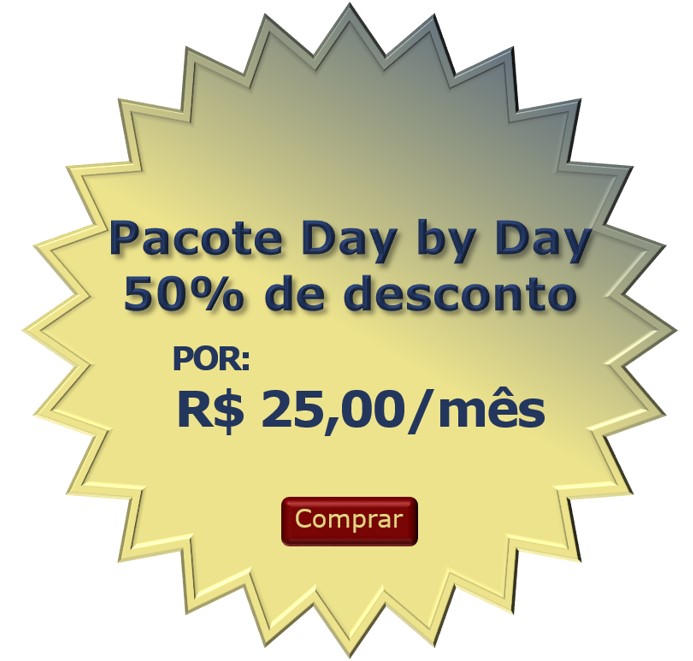 Pacote Day by Day
50% de desconto
POR:
R$ 25,00/mês
Comprar